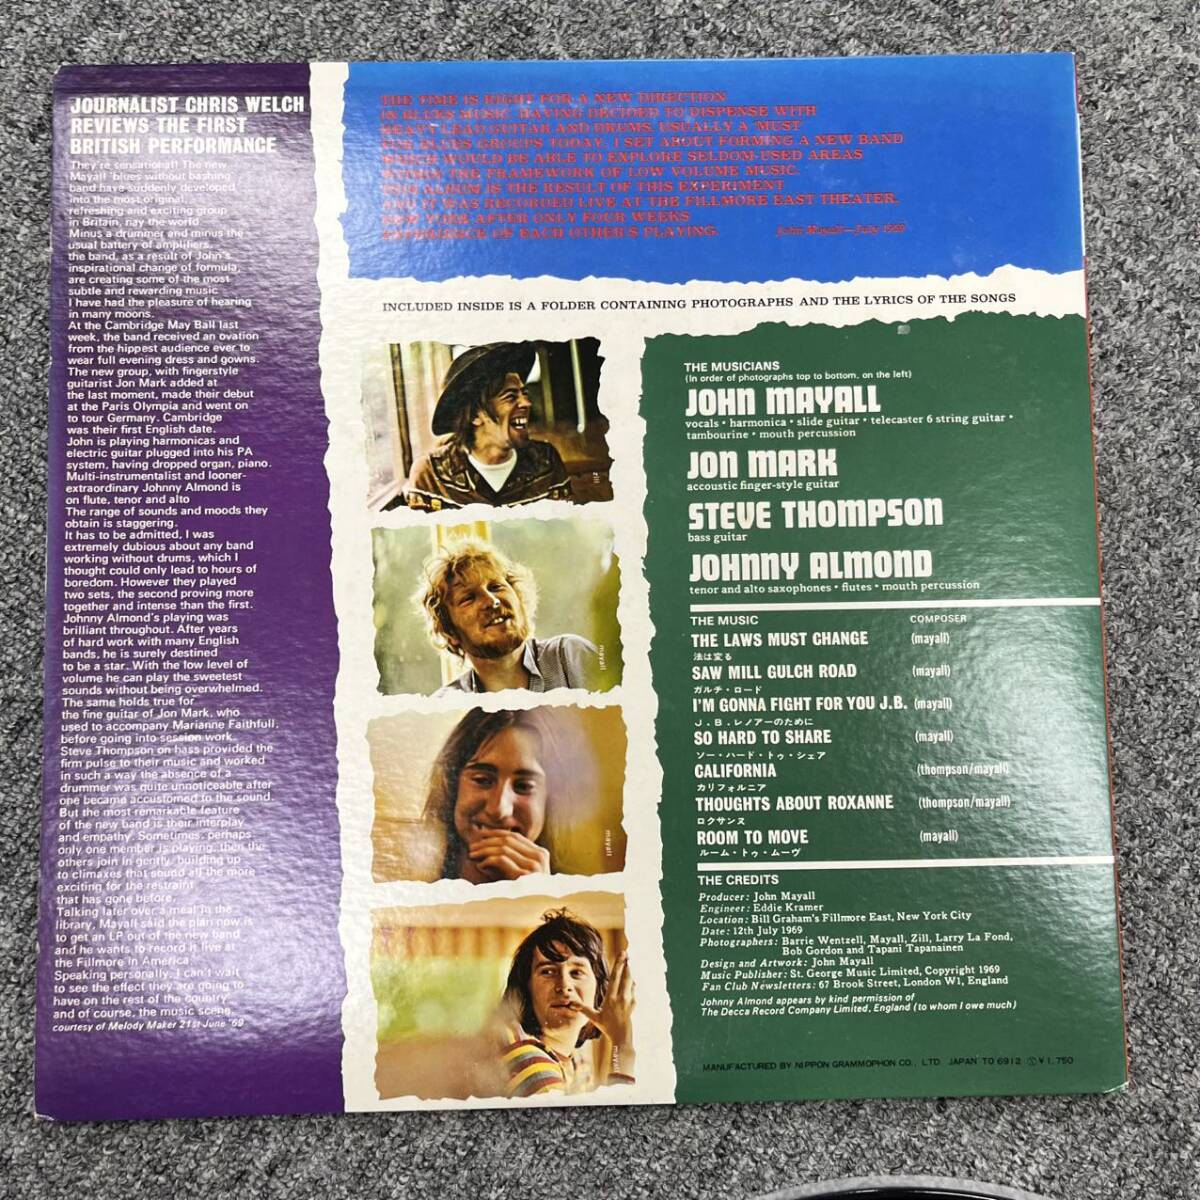 JOURNALIST CHRIS WELCH
REVIEWS THE FIRST
BRITISH PERFORMANCE
They're sensational! The new
Mayall 'blues without bashing'
band have suddenly developed
into the most original,
refreshing and exciting group
in Britain, nay the world.
Minus a drummer and minus the
usual battery of amplifiers,
the band, as a result of John's
inspirational change of formula,
are creating some of the most
subtle and rewarding music
I have had the pleasure of hearing
in many moons.
At the Cambridge May Ball last
week, the band received an ovation
from the hippest audience ever to
wear full evening dress and gowns.
The new group, with fingerstyle
guitarist Jon Mark added at
the last moment, made their debut
at the Paris Olympia and went on
to tour Germany. Cambridge
was their first English date.
John is playing harmonicas and
electric guitar plugged into his PA
system, having dropped organ, piano.
Multi-instrumentalist and looner-
extraordinary Johnny Almond is
on flute, tenor and alto
The range of sounds and moods they
obtain is staggering.
It has to be admitted, I was
extremely dubious about any band
working without drums, which I
thought could only lead to hours of
boredom. However they played
two sets, the second proving more
together and intense than the first.
Johnny Almond's playing was
brilliant throughout. After years
of hard work with many English
bands, he is surely destined
to be a star. With the low level of
volume he can play the sweetest
sounds without being overwhelmed.
The same holds true for
the fine guitar of Jon Mark, who
used to accompany Marianne Faithfull,
before going into session work.
Steve Thompson on bass provided the
firm pulse to their music and worked
in such a way the absence of a
drummer was quite unnoticeable after
one became accustomed to the sound.
But the most remarkable feature
of the new band is their interplay
and empathy. Sometimes, perhaps
only one member is playing, then the
others join in gently, building up
to climaxes that sound all the more
exciting for the restraint
that has gone before.
Talking later over a meal in the
library, Mayall said the plan now is
to get an LP out of the new band
and he wants to record it live at
the Fillmore in America.
Speaking personally, I can't wait
to see the effect they are going to
have on the rest of the country
and of course, the music scene.
courtesy of Melody Maker 21st June '69
THE TIME IS RIGHT FOR A NEW DIRECTION
IN BLUES MUSIC. HAVING DECIDED TO DISPENSE WITH
HEAVY LEAD GUITAR AND DRUMS, USUALLY A 'MUST'
FOR BLUES GROUPS TODAY, I SET ABOUT FORMING A NEW BAND
WHICH WOULD BE ABLE TO EXPLORE SELDOM-USED AREAS
WITHIN THE FRAMEWORK OF LOW VOLUME MUSIC.
THIS ALBUM IS THE RESULT OF THIS EXPERIMENT
AND IT WAS RECORDED LIVE AT THE FILLMORE EAST THEATER,
NEW YORK AFTER ONLY FOUR WEEKS
EXPERIENCE OF EACH OTHER'S PLAYING. John Mayall—July 1969
INCLUDED INSIDE IS A FOLDER CONTAINING PHOTOGRAPHS AND THE LYRICS OF THE SONGS
zill
mayall
mayall
mayall
THE MUSICIANS
(In order of photographs top to bottom, on the left)
JOHN MAYALL
vocals • harmonica • slide guitar • telecaster 6 string guitar •
tambourine • mouth percussion
JON MARK
accoustic finger-style guitar
STEVE THOMPSON
bass guitar
JOHNNY ALMOND
tenor and alto saxophones • flutes • mouth percussion
THE MUSIC COMPOSER
THE LAWS MUST CHANGE (mayall)
法は変る
SAW MILL GULCH ROAD (mayall)
ガルチ・ロード
I'M GONNA FIGHT FOR YOU J.B. (mayall)
J.B.レノアーのために
SO HARD TO SHARE (mayall)
ソー・ハード・トゥ・シェア
CALIFORNIA (thompson/mayall)
カリフォルニア
THOUGHTS ABOUT ROXANNE (thompson/mayall)
ロクサンヌ
ROOM TO MOVE (mayall)
ルーム・トゥ・ムーヴ
THE CREDITS
Producer: John Mayall
Engineer: Eddie Kramer
Location: Bill Graham's Fillmore East, New York City
Date: 12th July 1969
Photographers: Barrie Wentzell, Mayall, Zill, Larry La Fond,
Bob Gordon and Tapani Tapanainen
Design and Artwork: John Mayall
Music Publisher: St. George Music Limited, Copyright 1969
Fan Club Newsletters: 67 Brook Street, London W1, England
Johnny Almond appears by kind permission of
The Decca Record Company Limited, England (to whom I owe much)
MANUFACTURED BY NIPPON GRAMMOPHON CO., LTD. JAPAN TO 6912 Ⓒ¥1,750